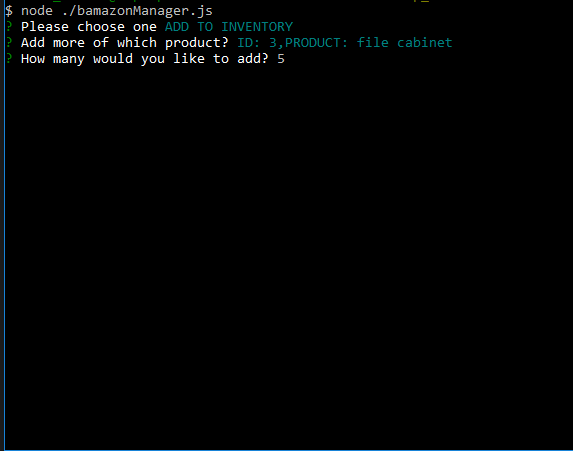 $ node ./bamazonManager.js
? Please choose one ADD TO INVENTORY
? Add more of which product? ID: 3,PRODUCT: file cabinet
? How many would you like to add? 5